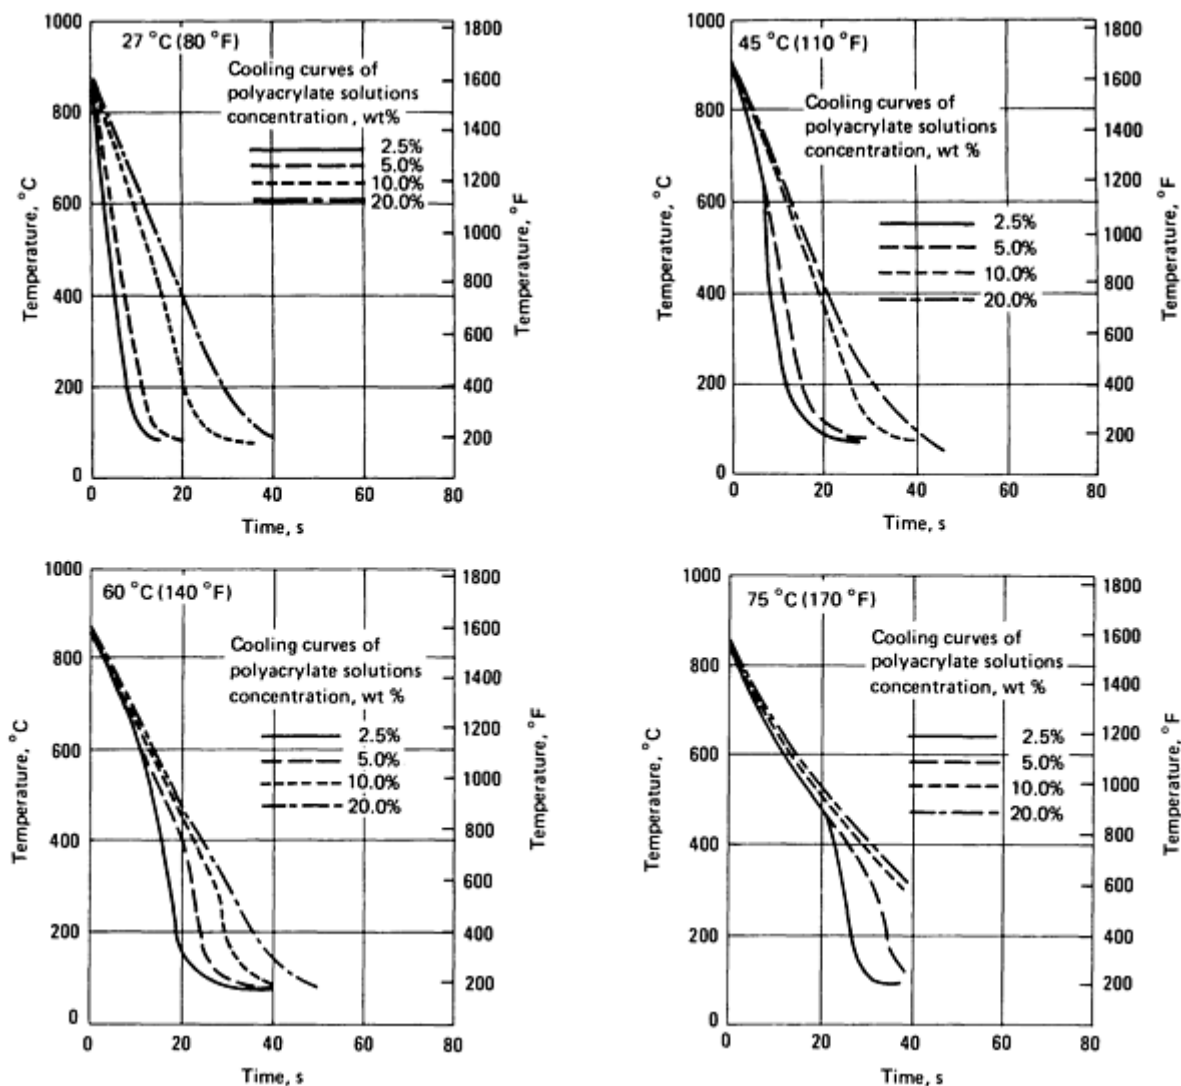 27 °C (80 °F)
Cooling curves of
polyacrylate solutions
concentration, wt%
2.5%
5.0%
10.0%
20.0%
1000
800
600
400
200
0
Temperature, °C
1800
1600
1400
1200
1000
800
600
400
200
Temperature, °F
0 20 40 60 80
Time, s
45 °C (110 °F)
Cooling curves of
polyacrylate solutions
concentration, wt %
2.5%
5.0%
10.0%
20.0%
1000
800
600
400
200
0
Temperature, °C
1800
1600
1400
1200
1000
800
600
400
200
Temperature, °F
0 20 40 60 80
Time, s
60 °C (140 °F)
Cooling curves of
polyacrylate solutions
concentration, wt %
2.5%
5.0%
10.0%
20.0%
1000
800
600
400
200
0
Temperature, °C
1800
1600
1400
1200
1000
800
600
400
200
Temperature, °F
0 20 40 60 80
Time, s
75 °C (170 °F)
Cooling curves of
polyacrylate solutions
concentration, wt %
2.5%
5.0%
10.0%
20.0%
1000
800
600
400
200
0
Temperature, °C
1800
1600
1400
1200
1000
800
600
400
200
Temperature, °F
0 20 40 60 80
Time, s